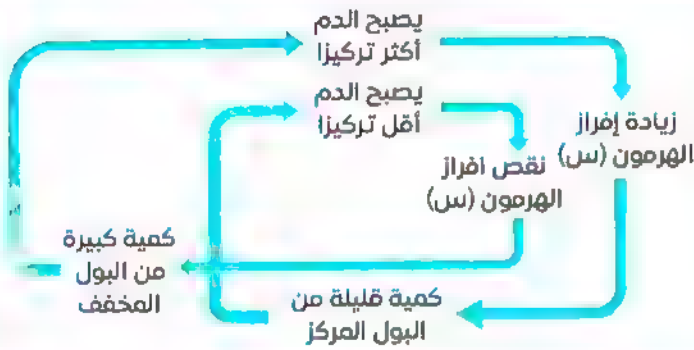 يصبح الدم
أكثر تركيزا
يصبح الدم
أقل تركيزا
زيادة إفراز
الهرمون (س)
نقص افراز
الهرمون (س)
كمية كبيرة
من البول
المخفف
كمية قليلة من
البول المركز